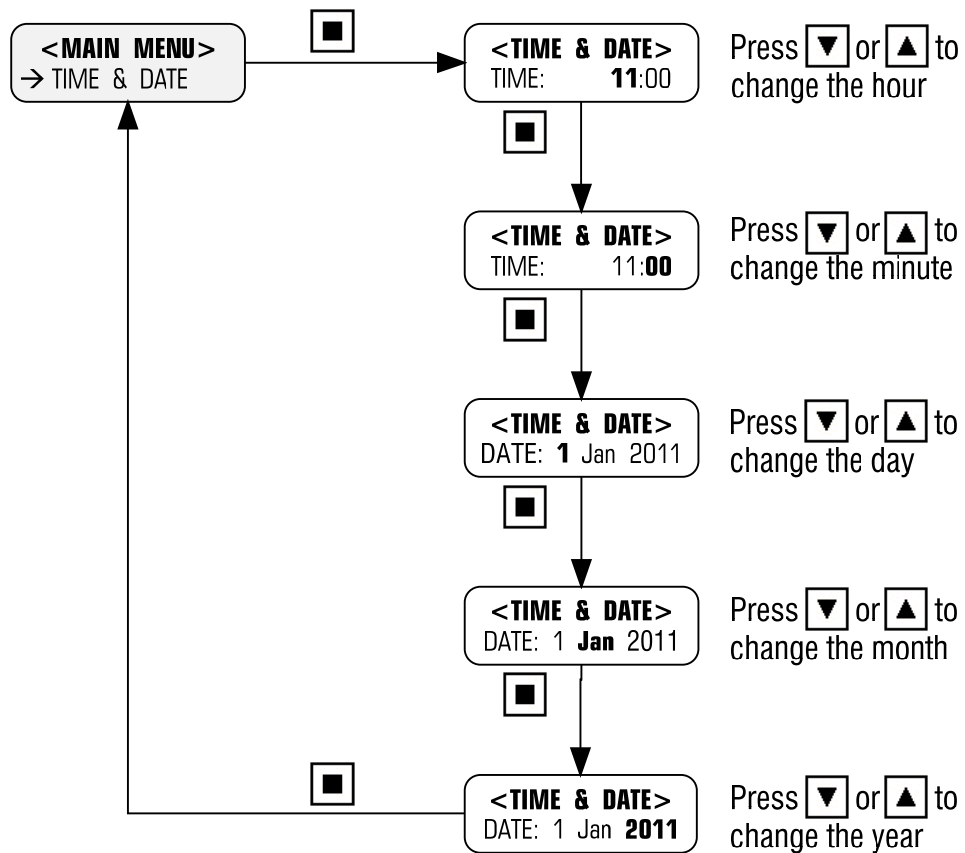 <MAIN MENU>
→ TIME & DATE
<TIME & DATE>
TIME: 11:00
Press ▼ or ▲ to
change the hour
<TIME & DATE>
TIME: 11:00
Press ▼ or ▲ to
change the minute
<TIME & DATE>
DATE: 1 Jan 2011
Press ▼ or ▲ to
change the day
<TIME & DATE>
DATE: 1 Jan 2011
Press ▼ or ▲ to
change the month
<TIME & DATE>
DATE: 1 Jan 2011
Press ▼ or ▲ to
change the year